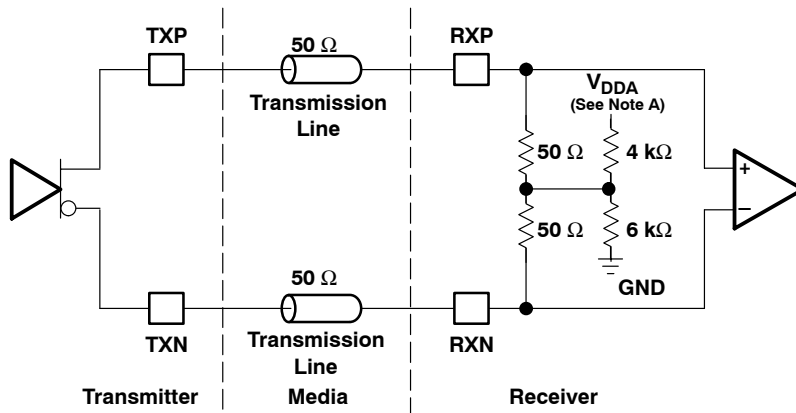 TXP
50 Ω
RXP
Transmission
Line
VDDA
(See Note A)
50 Ω
4 kΩ
+
−
50 Ω
6 kΩ
GND
50 Ω
TXN
Transmission
Line
RXN
Transmitter
Media
Receiver